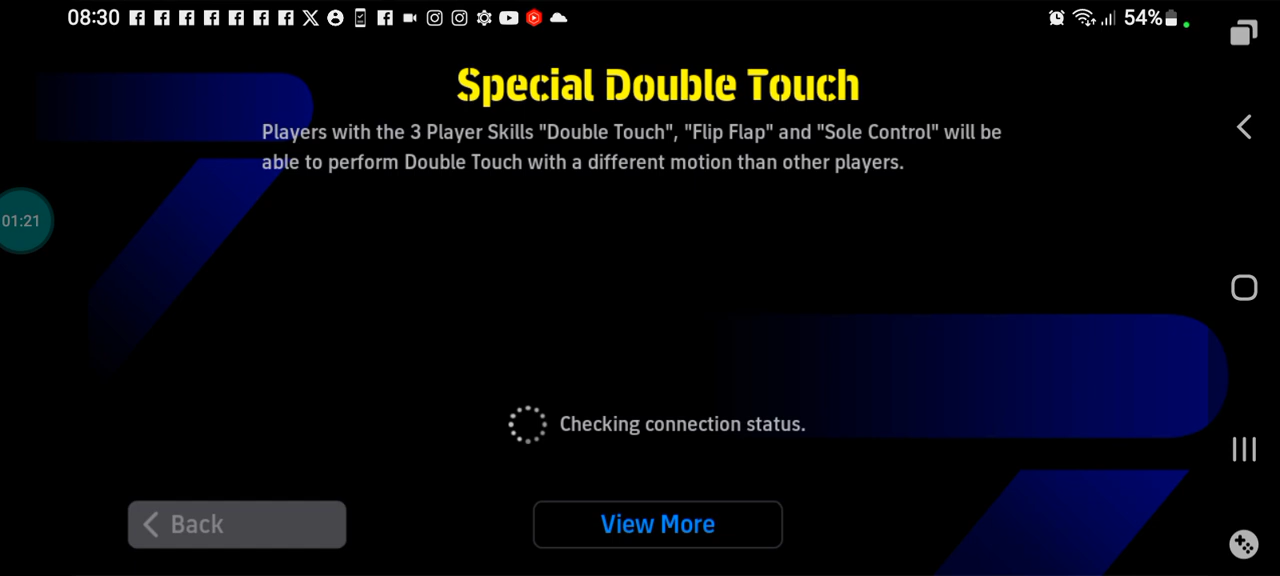 08:30
54%
Special Double Touch
Players with the 3 Player Skills "Double Touch", "Flip Flap" and "Sole Control" will be
able to perform Double Touch with a different motion than other players.
01:21
Checking connection status.
Back
View More